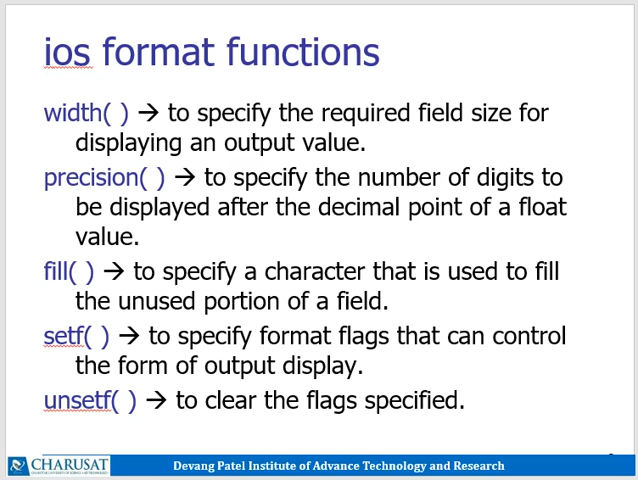 ios format functions
width( ) → to specify the required field size for
displaying an output value.
precision( ) → to specify the number of digits to
be displayed after the decimal point of a float
value.
fill( ) → to specify a character that is used to fill
the unused portion of a field.
setf( ) → to specify format flags that can control
the form of output display.
unsetf( ) → to clear the flags specified.
CHARUSAT
Devang Patel Institute of Advance Technology and Research